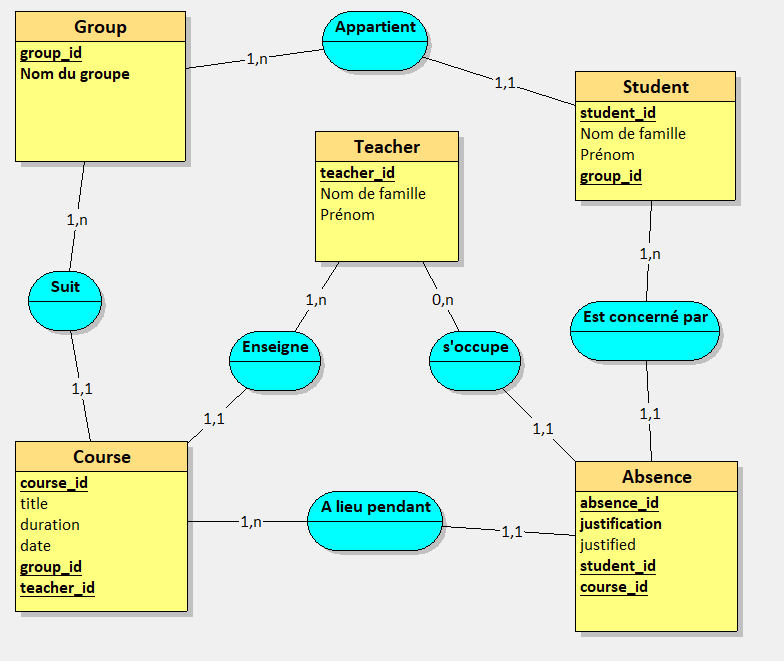 Group
group_id
Nom du groupe
Appartient
1,n
1,1
Student
student_id
Nom de famille
Prénom
group_id
Teacher
teacher_id
Nom de famille
Prénom
1,n
1,n
1,n
0,n
Suit
Enseigne
s'occupe
Est concerné par
1,1
1,1
1,1
1,1
Course
course_id
title
duration
date
group_id
teacher_id
1,n
A lieu pendant
1,1
Absence
absence_id
justification
justified
student_id
course_id